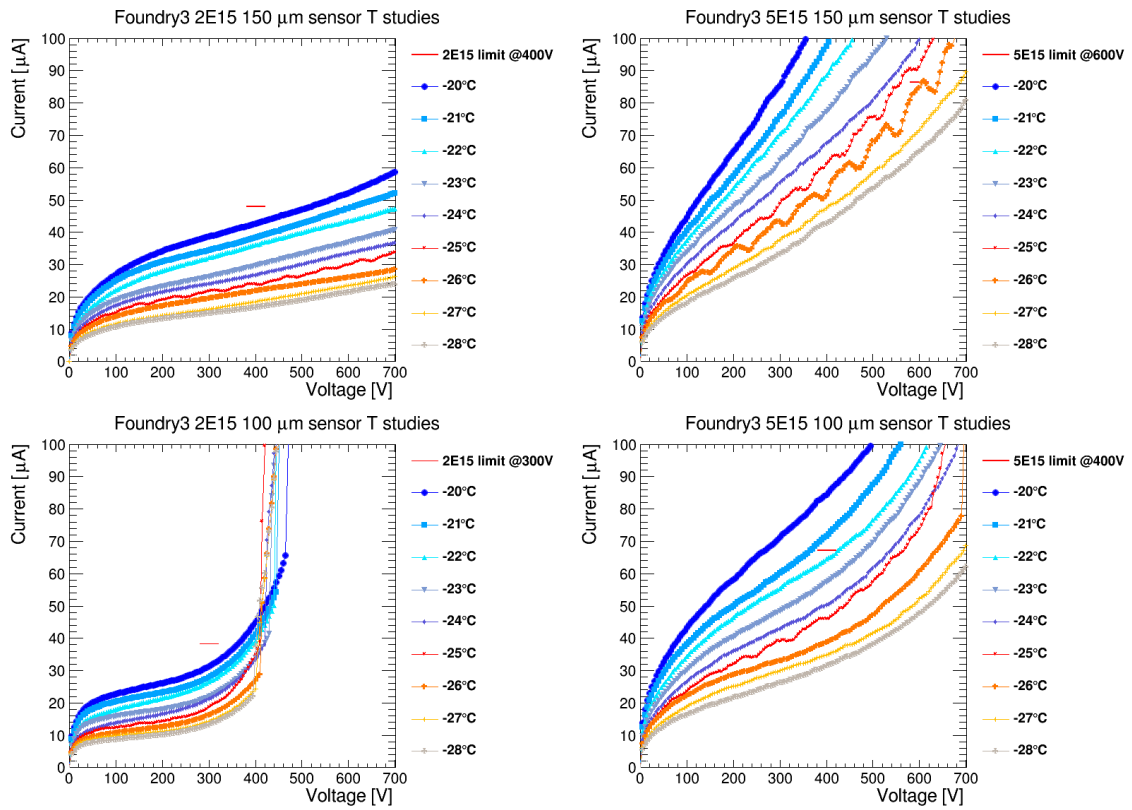 Foundry3 2E15 150 μm sensor T studies
Current [μA]
100
90
80
70
60
50
40
30
20
10
0
0 100 200 300 400 500 600 700
Voltage [V]
2E15 limit @400V
-20°C
-21°C
-22°C
-23°C
-24°C
-25°C
-26°C
-27°C
-28°C
Foundry3 5E15 150 μm sensor T studies
Current [μA]
100
90
80
70
60
50
40
30
20
10
0
0 100 200 300 400 500 600 700
Voltage [V]
5E15 limit @600V
-20°C
-21°C
-22°C
-23°C
-24°C
-25°C
-26°C
-27°C
-28°C
Foundry3 2E15 100 μm sensor T studies
Current [μA]
100
90
80
70
60
50
40
30
20
10
0
0 100 200 300 400 500 600 700
Voltage [V]
2E15 limit @300V
-20°C
-21°C
-22°C
-23°C
-24°C
-25°C
-26°C
-27°C
-28°C
Foundry3 5E15 100 μm sensor T studies
Current [μA]
100
90
80
70
60
50
40
30
20
10
0
0 100 200 300 400 500 600 700
Voltage [V]
5E15 limit @400V
-20°C
-21°C
-22°C
-23°C
-24°C
-25°C
-26°C
-27°C
-28°C